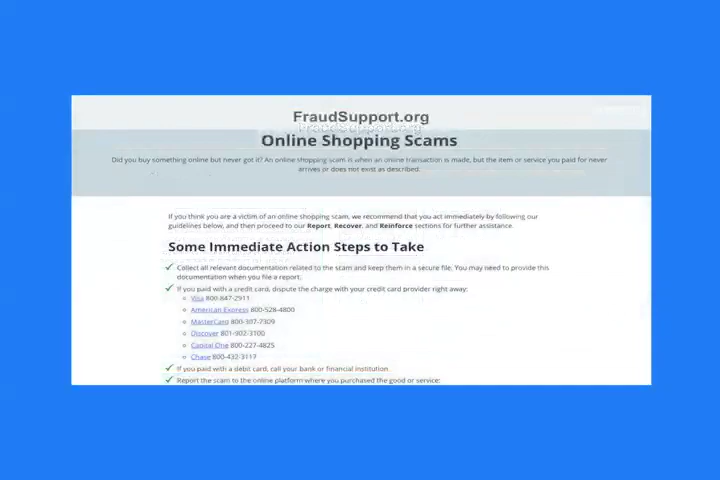 FraudSupport.org
FraudSupport.org
Online Shopping Scams
Did you buy something online but never got it? An online shopping scam is when an online transaction is made, but the item or service you paid for never
arrives or does not exist as described.
If you think you are a victim of an online shopping scam, we recommend that you act immediately by following our
guidelines below, and then proceed to our Report, Recover, and Reinforce sections for further assistance.
Some Immediate Action Steps to Take
Collect all relevant documentation related to the scam and keep them in a secure file. You may need to provide this
documentation when you file a report.
If you paid with a credit card, dispute the charge with your credit card provider right away:
Visa 800-847-2911
American Express 800-528-4800
MasterCard 800-307-7309
Discover 801-902-3100
Capital One 800-227-4825
Chase 800-432-3117
If you paid with a debit card, call your bank or financial institution.
Report the scam to the online platform where you purchased the good or service: